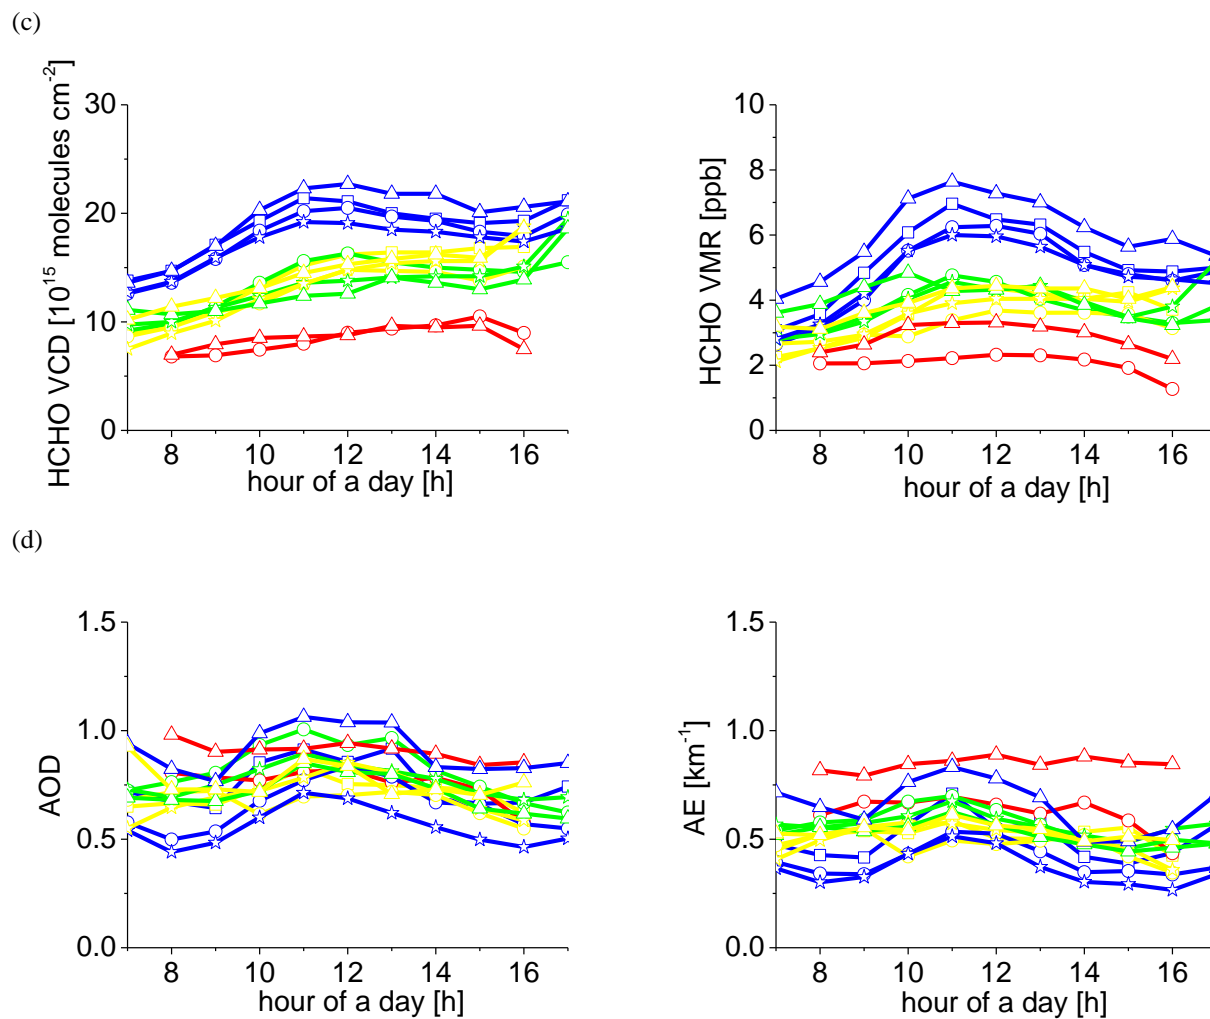 (c)
HCHO VCD [10¹⁵ molecules cm⁻²]
30
20
10
0
8 10 12 14 16
hour of a day [h]
HCHO VMR [ppb]
10
8
6
4
2
0
8 10 12 14 16
hour of a day [h]
(d)
AOD
1.5
1.0
0.5
0.0
8 10 12 14 16
hour of a day [h]
AE [km⁻¹]
1.5
1.0
0.5
0.0
8 10 12 14 16
hour of a day [h]